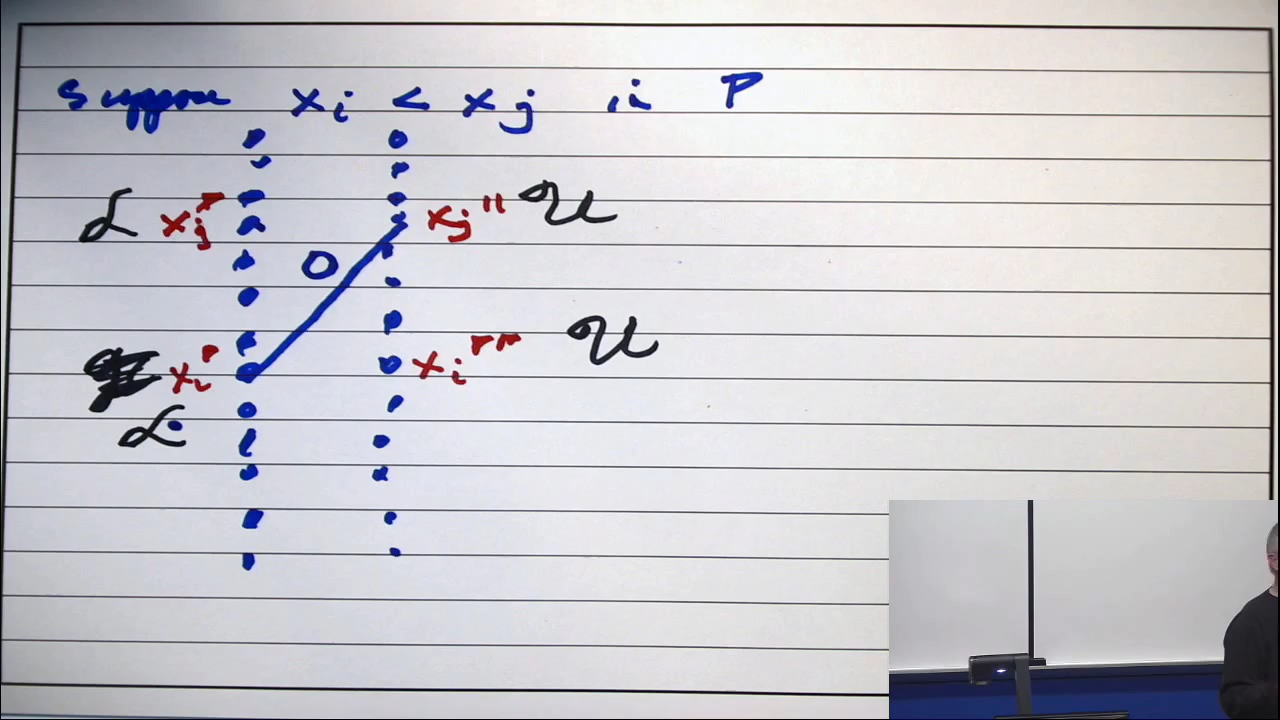 Suppose x_i < x_j in P
L x_j' x_j'' U
O
x_i' x_i'' U
L